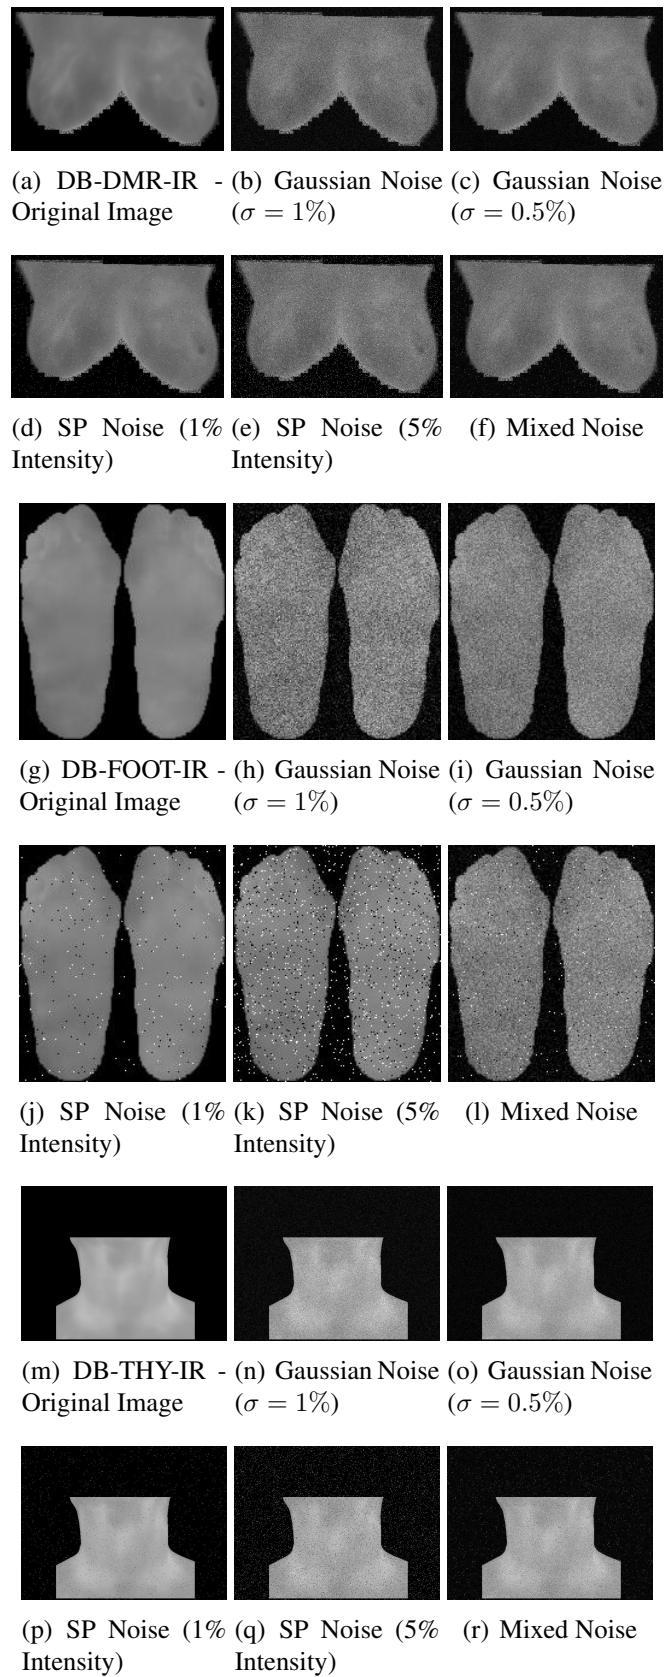 (a) DB-DMR-IR - (b) Gaussian Noise (c) Gaussian Noise
Original Image (σ = 1%) (σ = 0.5%)
(d) SP Noise (1% (e) SP Noise (5% (f) Mixed Noise
Intensity) Intensity)
(g) DB-FOOT-IR - (h) Gaussian Noise (i) Gaussian Noise
Original Image (σ = 1%) (σ = 0.5%)
(j) SP Noise (1% (k) SP Noise (5% (l) Mixed Noise
Intensity) Intensity)
(m) DB-THY-IR - (n) Gaussian Noise (o) Gaussian Noise
Original Image (σ = 1%) (σ = 0.5%)
(p) SP Noise (1% (q) SP Noise (5% (r) Mixed Noise
Intensity) Intensity)